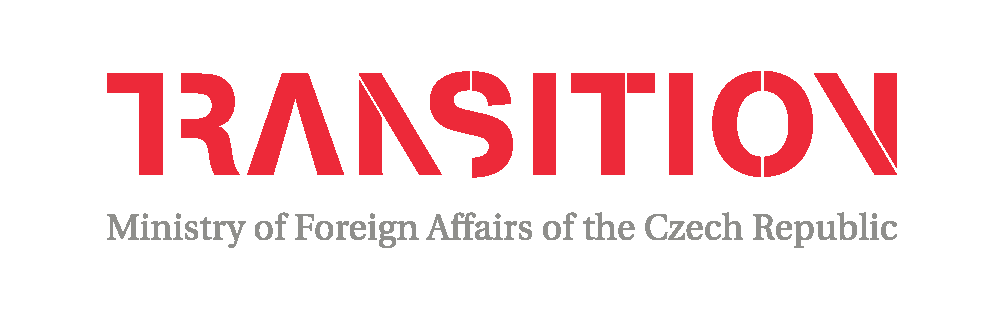 TRANSITION
Ministry of Foreign Affairs of the Czech Republic